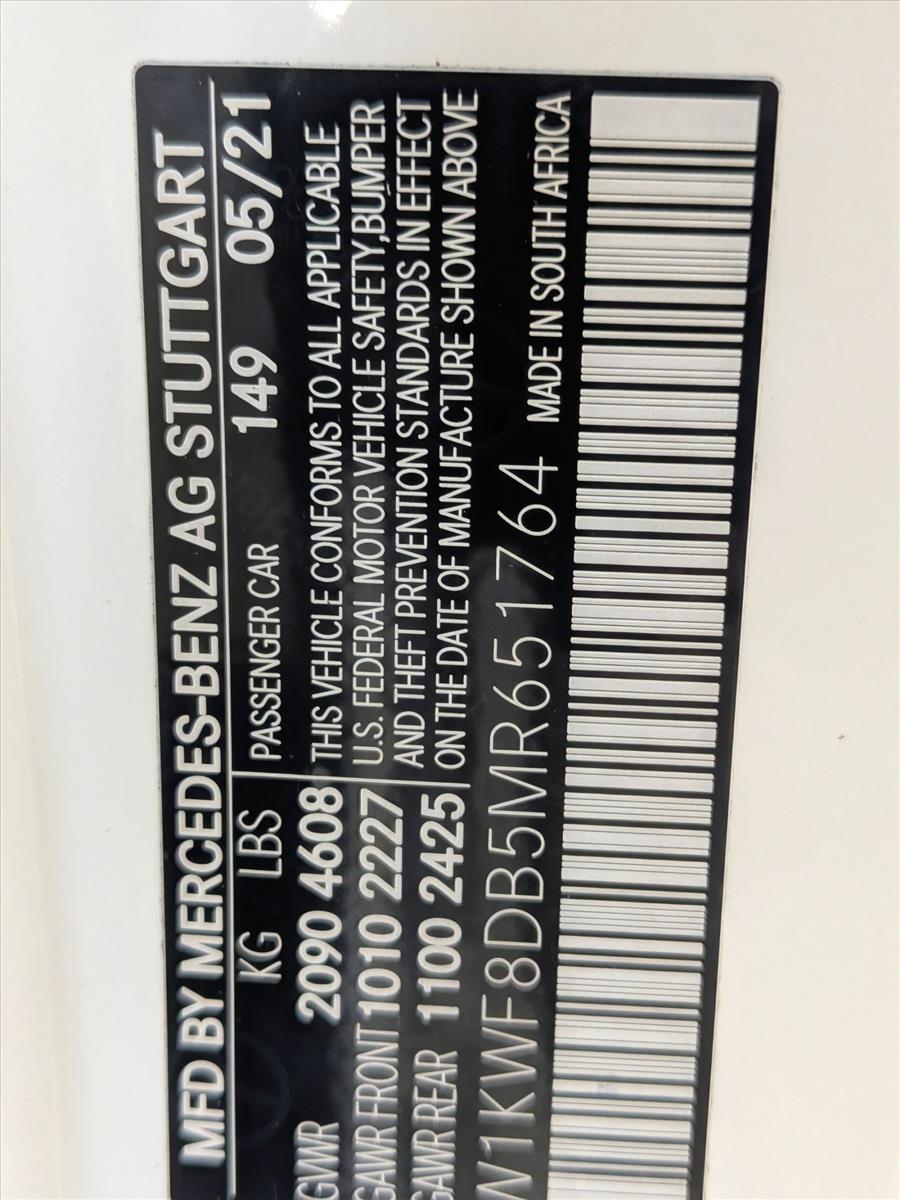 MFD BY MERCEDES-BENZ AG STUTTGART
KG LBS PASSENGER CAR 149 05/21
GVWR 2090 4608 THIS VEHICLE CONFORMS TO ALL APPLICABLE
GAWR FRONT 1010 2227 U.S. FEDERAL MOTOR VEHICLE SAFETY,BUMPER
GAWR REAR 1100 2425 AND THEFT PREVENTION STANDARDS IN EFFECT
ON THE DATE OF MANUFACTURE SHOWN ABOVE
W1KWF8DB5MR651764 MADE IN SOUTH AFRICA